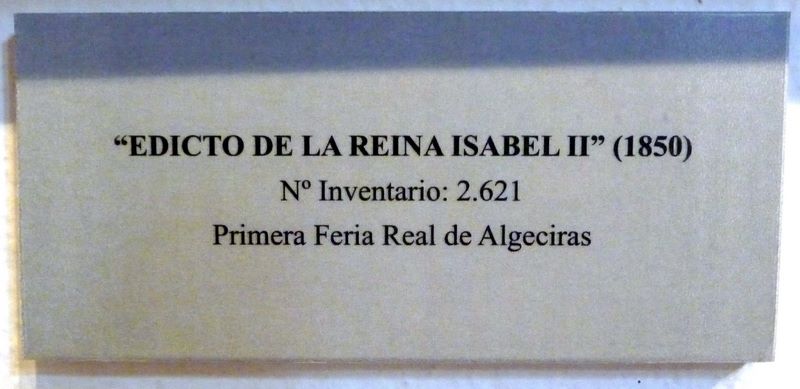 “EDICTO DE LA REINA ISABEL II” (1850)
Nº Inventario: 2.621
Primera Feria Real de Algeciras